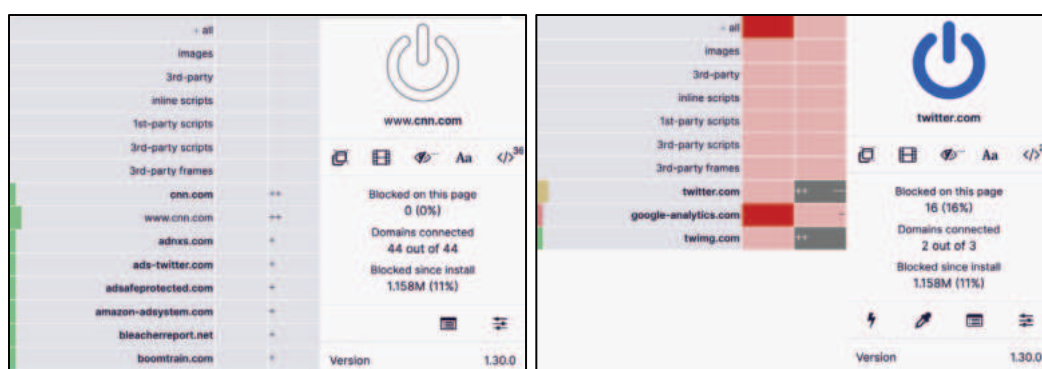 - all
images
3rd-party
inline scripts
1st-party scripts
3rd-party scripts
3rd-party frames
cnn.com ++
www.cnn.com ++
adnxs.com +
ads-twitter.com +
adsafeprotected.com +
amazon-adsystem.com +
bleacherreport.net +
boomtrain.com +
www.cnn.com
Aa </> 36
Blocked on this page
0 (0%)
Domains connected
44 out of 44
Blocked since install
1.158M (11%)
Version 1.30.0
- all
images
3rd-party
inline scripts
1st-party scripts
3rd-party scripts
3rd-party frames
twitter.com ++ --
google-analytics.com -
twimg.com ++
twitter.com
Aa </>
Blocked on this page
16 (16%)
Domains connected
2 out of 3
Blocked since install
1.158M (11%)
Version 1.30.0